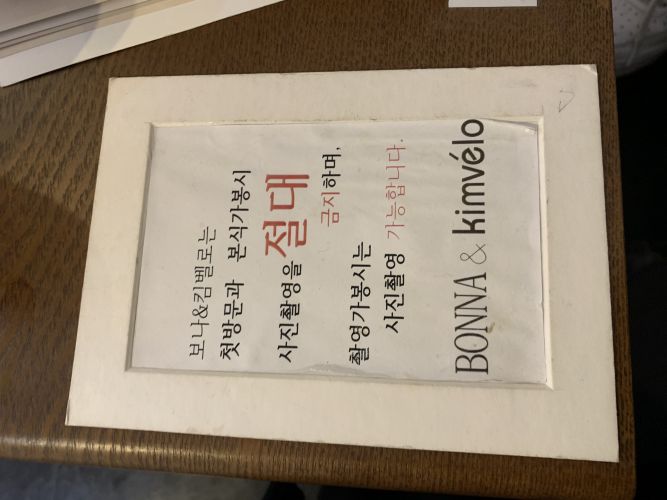 보나&킴벨로는
첫방문과 본식가봉시
사진촬영을 절대
금지하며,
촬영가봉시는
사진촬영 가능합니다.
BONNA & kimvélo